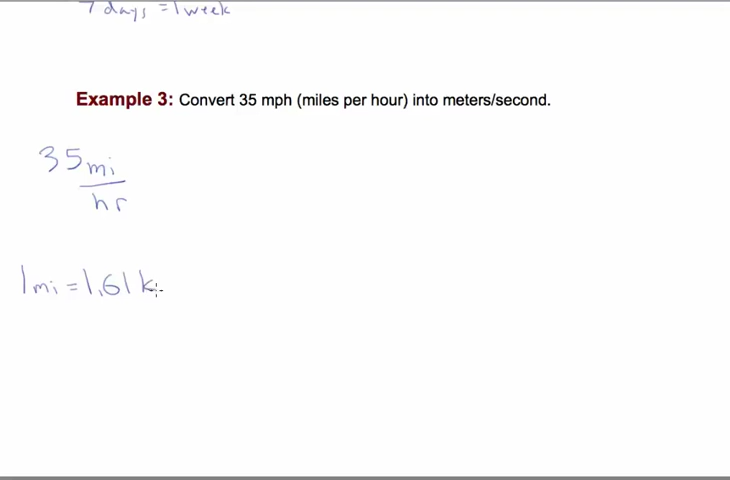 7 days = 1 week
Example 3: Convert 35 mph (miles per hour) into meters/second.
35 mi
hr
1 mi = 1.61 k